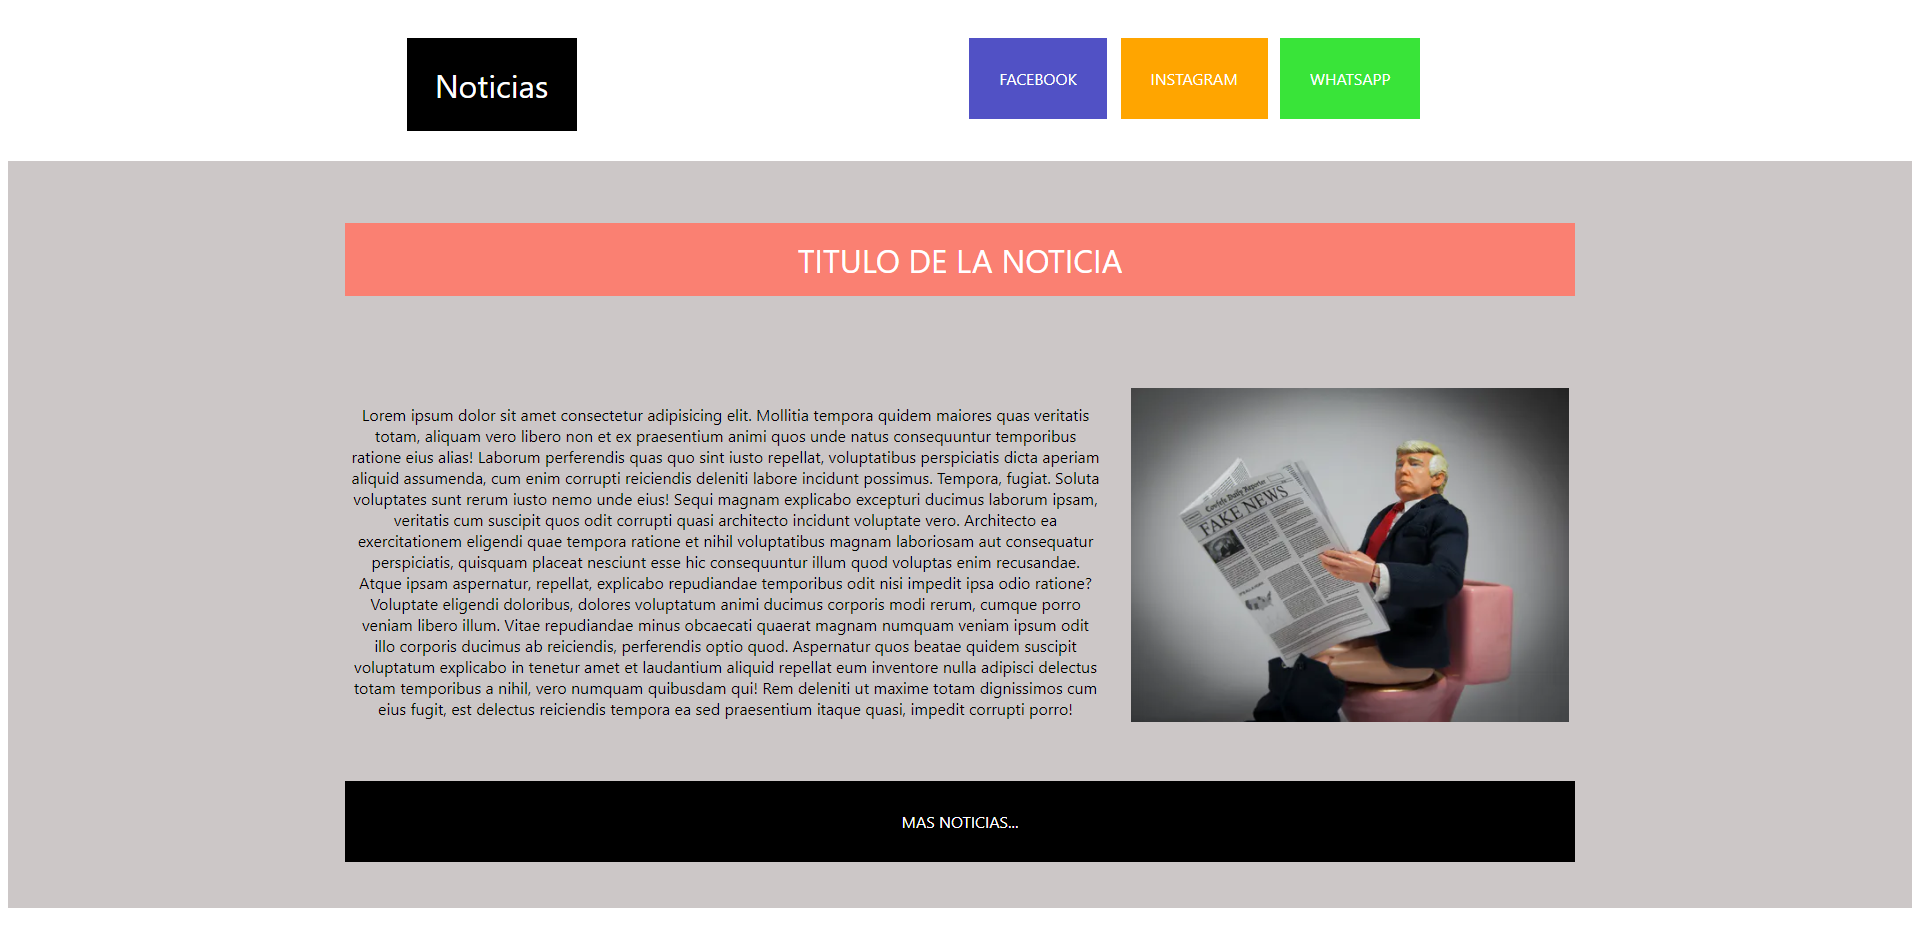 Noticias
FACEBOOK
INSTAGRAM
WHATSAPP
TITULO DE LA NOTICIA
Lorem ipsum dolor sit amet consectetur adipisicing elit. Mollitia tempora quidem maiores quas veritatis
totam, aliquam vero libero non et ex praesentium animi quos unde natus consequuntur temporibus
ratione eius alias! Laborum perferendis quas quo sint iusto repellat, voluptatibus perspiciatis dicta aperiam
aliquid assumenda, cum enim corrupti reiciendis deleniti labore incidunt possimus. Tempora, fugiat. Soluta
voluptates sunt rerum iusto nemo unde eius! Sequi magnam explicabo excepturi ducimus laborum ipsam,
veritatis cum suscipit quos odit corrupti quasi architecto incidunt voluptate vero. Architecto ea
exercitationem eligendi quae tempora ratione et nihil voluptatibus magnam laboriosam aut consequatur
perspiciatis, quisquam placeat nesciunt esse hic consequuntur illum quod voluptas enim recusandae.
Atque ipsam aspernatur, repellat, explicabo repudiandae temporibus odit nisi impedit ipsa odio ratione?
Voluptate eligendi doloribus, dolores voluptatum animi ducimus corporis modi rerum, cumque porro
veniam libero illum. Vitae repudiandae minus obcaecati quaerat magnam numquam veniam ipsum odit
illo corporis ducimus ab reiciendis, perferendis optio quod. Aspernatur quos beatae quidem suscipit
voluptatum explicabo in tenetur amet et laudantium aliquid repellat eum inventore nulla adipisci delectus
totam temporibus a nihil, vero numquam quibusdam qui! Rem deleniti ut maxime totam dignissimos cum
eius fugit, est delectus reiciendis tempora ea sed praesentium itaque quasi, impedit corrupti porro!
Covfefe Daily Reporter
FAKE NEWS
MAS NOTICIAS...